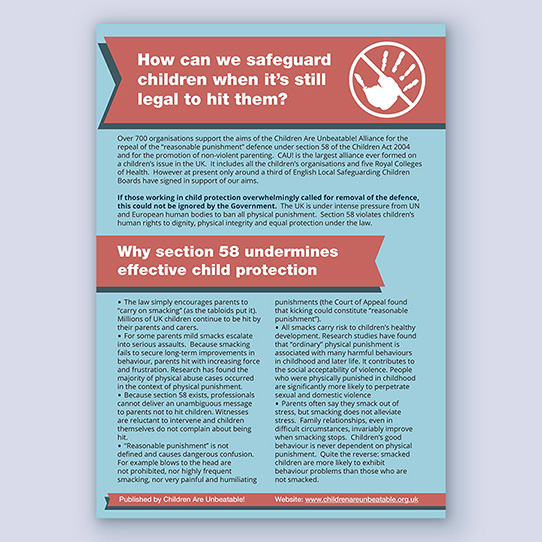 How can we safeguard
children when it's still
legal to hit them?
Over 700 organisations support the aims of the Children Are Unbeatable! Alliance for the
repeal of the "reasonable punishment" defence under section 58 of the Children Act 2004
and for the promotion of non-violent parenting. CAU! is the largest alliance ever formed on
a children's issue in the UK. It includes all the children's organisations and five Royal Colleges
of Health. However at present only around a third of English Local Safeguarding Children
Boards have signed in support of our aims.
If those working in child protection overwhelmingly called for removal of the defence,
this could not be ignored by the Government. The UK is under intense pressure from UN
and European human bodies to ban all physical punishment. Section 58 violates children's
human rights to dignity, physical integrity and equal protection under the law.
Why section 58 undermines
effective child protection
• The law simply encourages parents to
"carry on smacking" (as the tabloids put it).
Millions of UK children continue to be hit by
their parents and carers.
• For some parents mild smacks escalate
into serious assaults. Because smacking
fails to secure long-term improvements in
behaviour, parents hit with increasing force
and frustration. Research has found the
majority of physical abuse cases occurred
in the context of physical punishment.
• Because section 58 exists, professionals
cannot deliver an unambiguous message
to parents not to hit children. Witnesses
are reluctant to intervene and children
themselves do not complain about being
hit.
• "Reasonable punishment" is not
defined and causes dangerous confusion.
For example blows to the head are
not prohibited, nor highly frequent
smacking, nor very painful and humiliating
punishments (the Court of Appeal found
that kicking could constitute "reasonable
punishment").
• All smacks carry risk to children's healthy
development. Research studies have found
that "ordinary" physical punishment is
associated with many harmful behaviours
in childhood and later life. It contributes to
the social acceptability of violence. People
who were physically punished in childhood
are significantly more likely to perpetrate
sexual and domestic violence
• Parents often say they smack out of
stress, but smacking does not alleviate
stress. Family relationships, even in
difficult circumstances, invariably improve
when smacking stops. Children's good
behaviour is never dependent on physical
punishment. Quite the reverse: smacked
children are more likely to exhibit
behaviour problems than those who are
not smacked.
Published by Children Are Unbeatable!
Website: www.childrenareunbeatable.org.uk